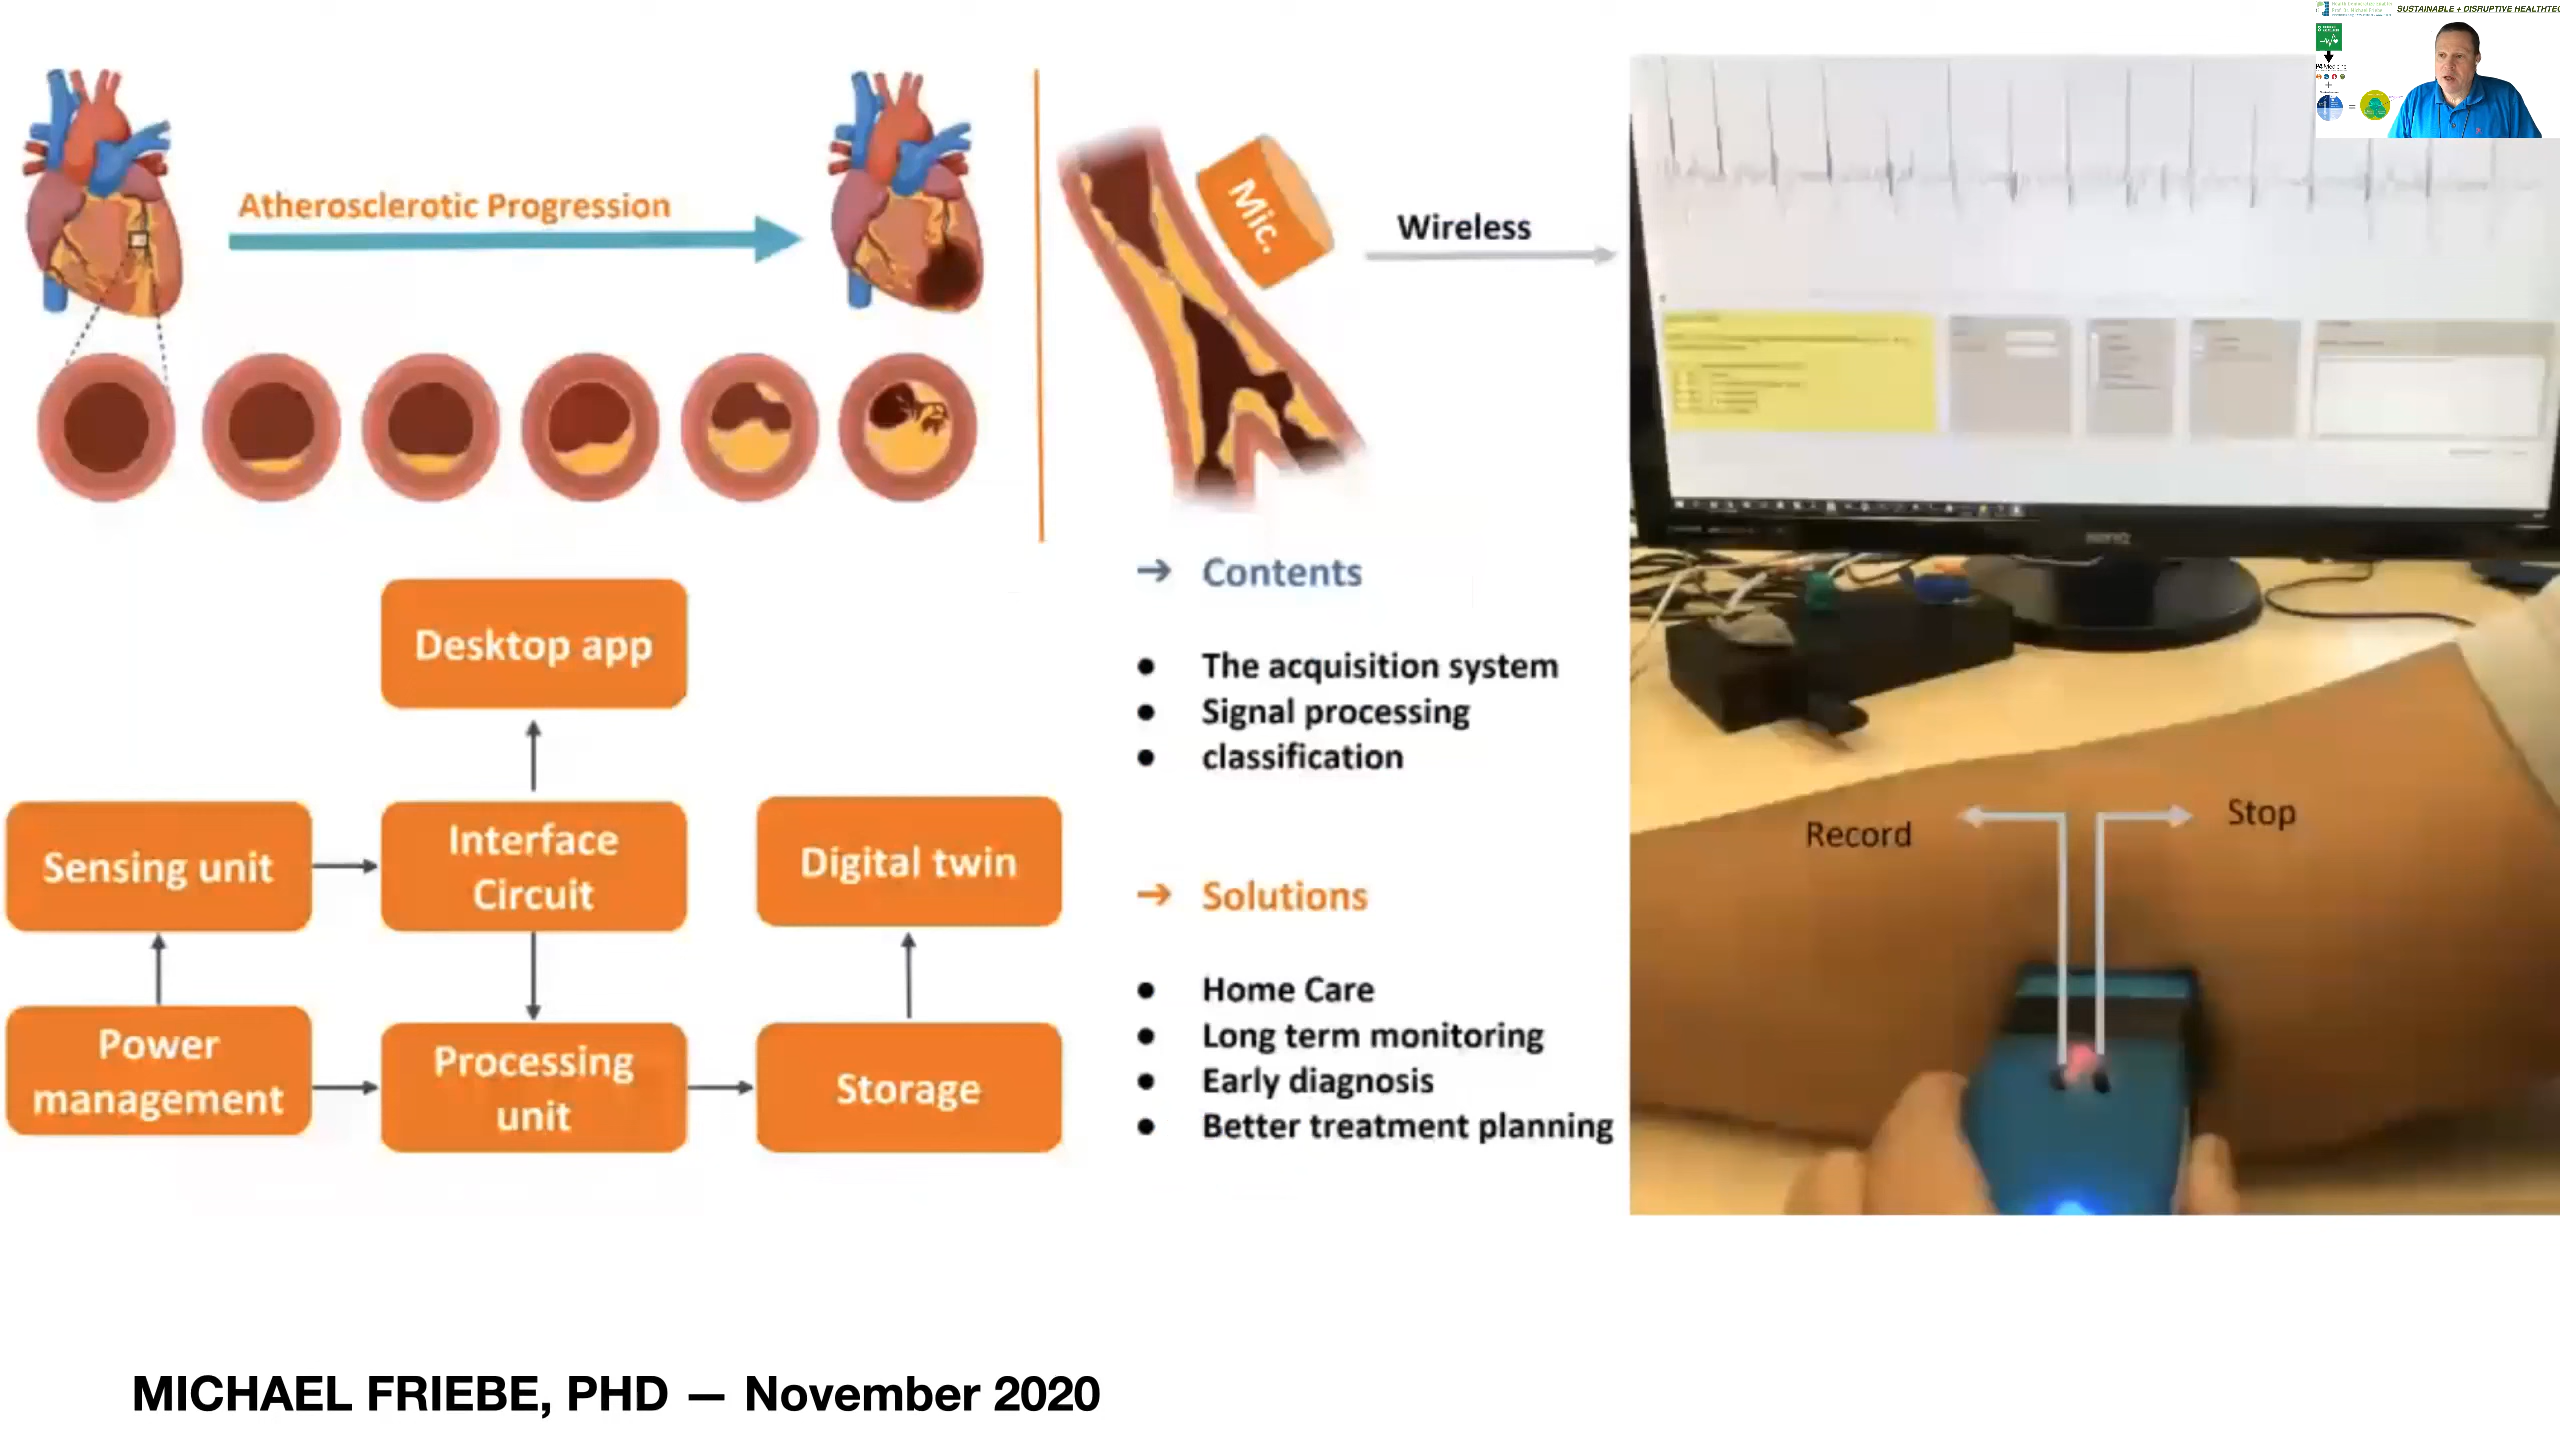 SUSTAINABLE + DISRUPTIVE HEALTHTEC
Atherosclerotic Progression
Mic.
Wireless
Contents
The acquisition system
Signal processing
classification
Solutions
Home Care
Long term monitoring
Early diagnosis
Better treatment planning
Desktop app
Sensing unit
Interface
Circuit
Digital twin
Power
management
Processing
unit
Storage
Record
Stop
MICHAEL FRIEBE, PHD — November 2020